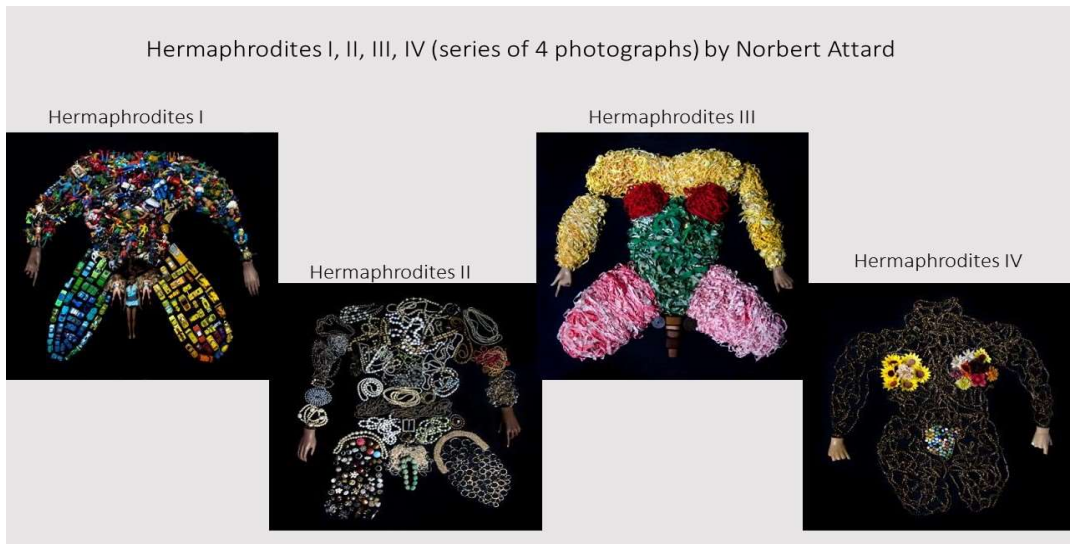 Hermaphrodites I, II, III, IV (series of 4 photographs) by Norbert Attard
Hermaphrodites I
Hermaphrodites III
Hermaphrodites II
Hermaphrodites IV